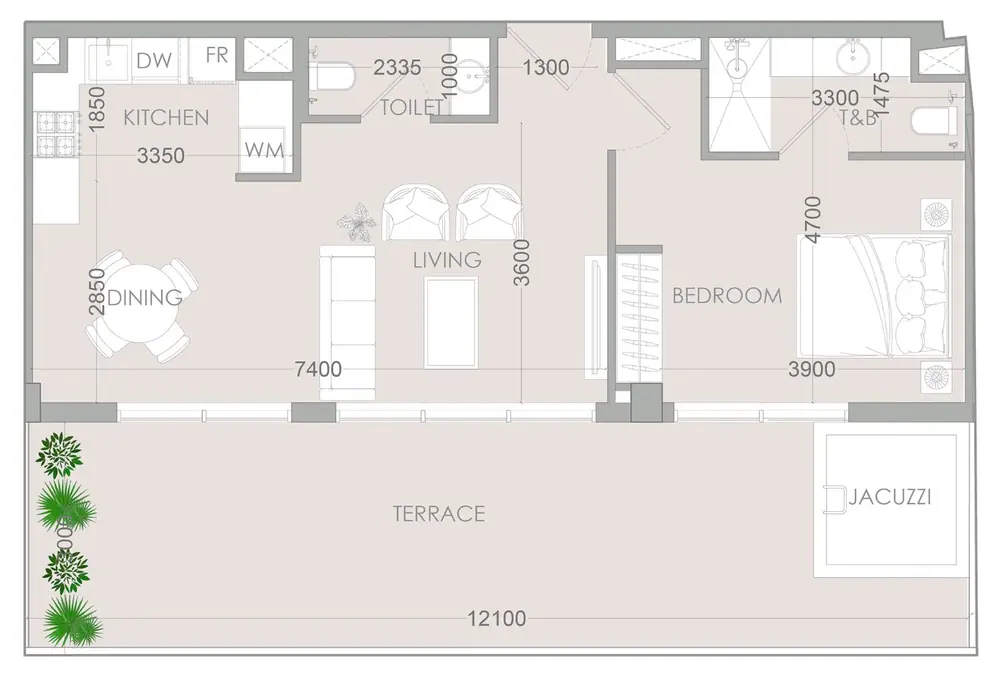 DW
FR
2335
1000
1300
KITCHEN
1850
TOILET
3300
1475
T&B
3350
WM
4700
LIVING
3600
2850
DINING
BEDROOM
7400
3900
TERRACE
JACUZZI
12100